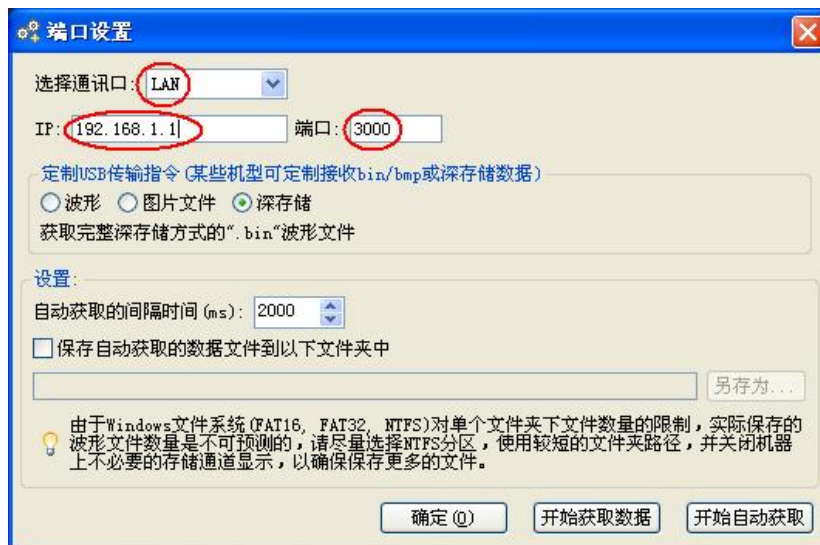 端口设置
选择通讯口: LAN
IP: 192.168.1.1 端口: 3000
定制USB传输指令(某些机型可定制接收bin/bmp或深存储数据)
波形 图片文件 深存储
获取完整深存储方式的".bin"波形文件
设置:
自动获取的间隔时间(ms): 2000
保存自动获取的数据文件到以下文件夹中
另存为...
由于Windows文件系统(FAT16, FAT32, NTFS)对单个文件夹下文件数量的限制，实际保存的
波形文件数量是不可预测的，请尽量选择NTFS分区，使用较短的文件夹路径，并关闭机器
上不必要的存储通道显示，以确保保存更多的文件。
确定(O) 开始获取数据 开始自动获取